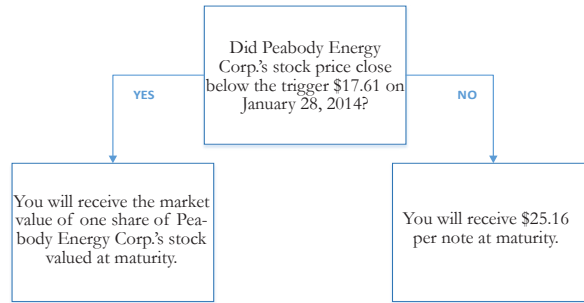 Did Peabody Energy
Corp.'s stock price close
below the trigger $17.61 on
January 28, 2014?
YES
NO
You will receive the market
value of one share of Pea-
body Energy Corp.'s stock
valued at maturity.
You will receive $25.16
per note at maturity.